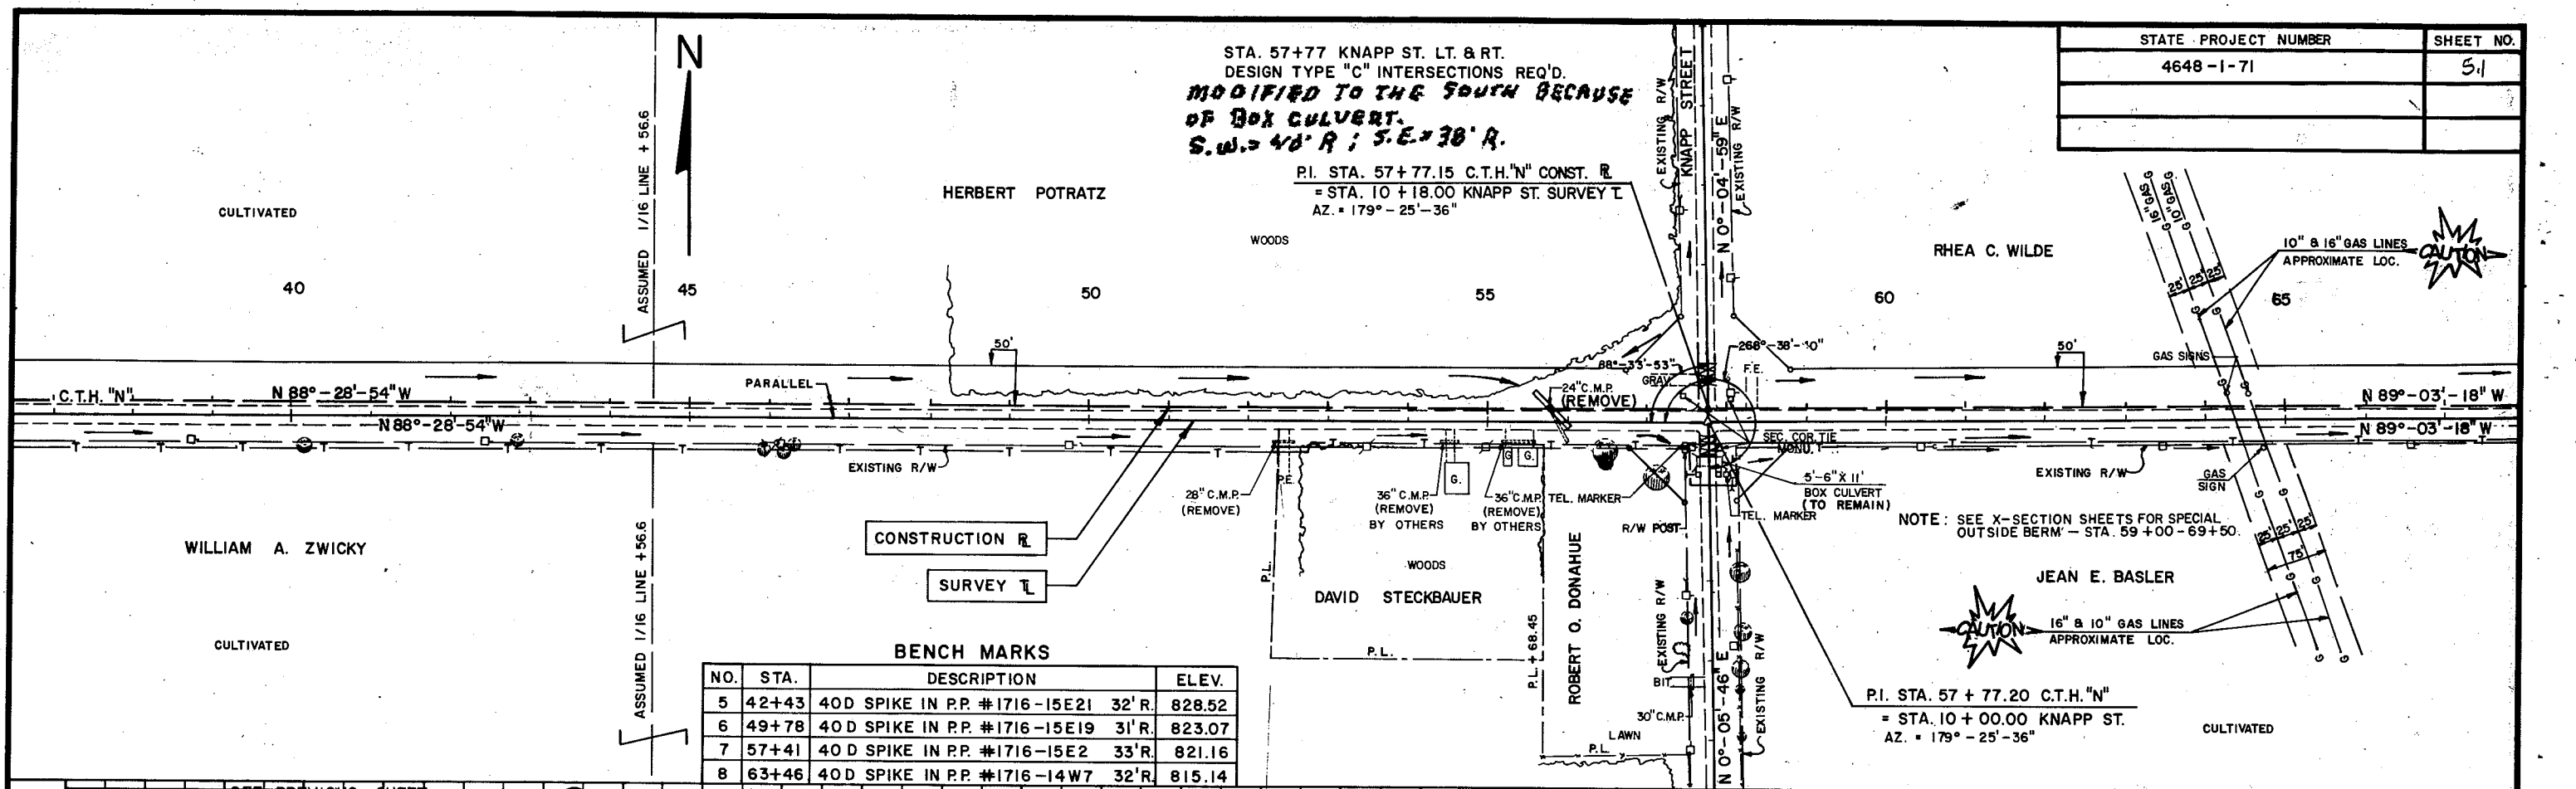 STATE PROJECT NUMBER SHEET NO.
4648-1-71 5.1
N
STA. 57+77 KNAPP ST. LT. & RT.
DESIGN TYPE "C" INTERSECTIONS REQ'D.
MODIFIED TO THE SOUTH BECAUSE
OF BOX CULVERT.
S.W.= 40' R ; S.E.= 38' R.
P.I. STA. 57+77.15 C.T.H. "N" CONST. RL
= STA. 10+18.00 KNAPP ST. SURVEY TL
AZ. = 179°-25'-36"
ASSUMED 1/16 LINE +56.6
HERBERT POTRATZ
CULTIVATED
WOODS
EXISTING R/W
KNAPP STREET
N 0°-04'-59" E
EXISTING R/W
RHEA C. WILDE
16" GAS
10" GAS
10" & 16" GAS LINES
APPROXIMATE LOC.
CAUTION
25' 25' 25'
40
45
50
55
60
65
50'
50'
GAS SIGNS
88°-33'-53"
268°-38'-10"
GRAV.
F.E.
PARALLEL
C.T.H. "N"
N 88°-28'-54" W
N 88°-28'-54" W
24" C.M.P.
(REMOVE)
N 89°-03'-18" W
N 89°-03'-18" W
SEC. COR. TIE
MONU.
EXISTING R/W
EXISTING R/W
GAS
SIGN
P.E.
G.
G
G.
28" C.M.P.
(REMOVE)
36" C.M.P.
(REMOVE)
BY OTHERS
36" C.M.P.
(REMOVE)
BY OTHERS
TEL. MARKER
5'-6" X 11'
BOX CULVERT
(TO REMAIN)
TEL. MARKER
R/W POST
NOTE: SEE X-SECTION SHEETS FOR SPECIAL
OUTSIDE BERM - STA. 59+00-69+50.
25' 25' 25'
75'
CONSTRUCTION RL
SURVEY TL
WILLIAM A. ZWICKY
CULTIVATED
ASSUMED 1/16 LINE +56.6
WOODS
DAVID STECKBAUER
P.L.
P.L.
P.L. + 68.45
ROBERT O. DONAHUE
EXISTING R/W
BIT.
30" C.M.P.
LAWN
P.L.
N 0°-05'-46" E
EXISTING R/W
JEAN E. BASLER
CAUTION
16" & 10" GAS LINES
APPROXIMATE LOC.
P.I. STA. 57+77.20 C.T.H. "N"
= STA. 10+00.00 KNAPP ST.
AZ. = 179°-25'-36"
CULTIVATED
BENCH MARKS
NO. STA. DESCRIPTION ELEV.
5 42+43 40D SPIKE IN P.P. #1716-15E21 32' R. 828.52
6 49+78 40D SPIKE IN P.P. #1716-15E19 31' R. 823.07
7 57+41 40D SPIKE IN P.P. #1716-15E2 33' R. 821.16
8 63+46 40D SPIKE IN P.P. #1716-14W7 32' R. 815.14